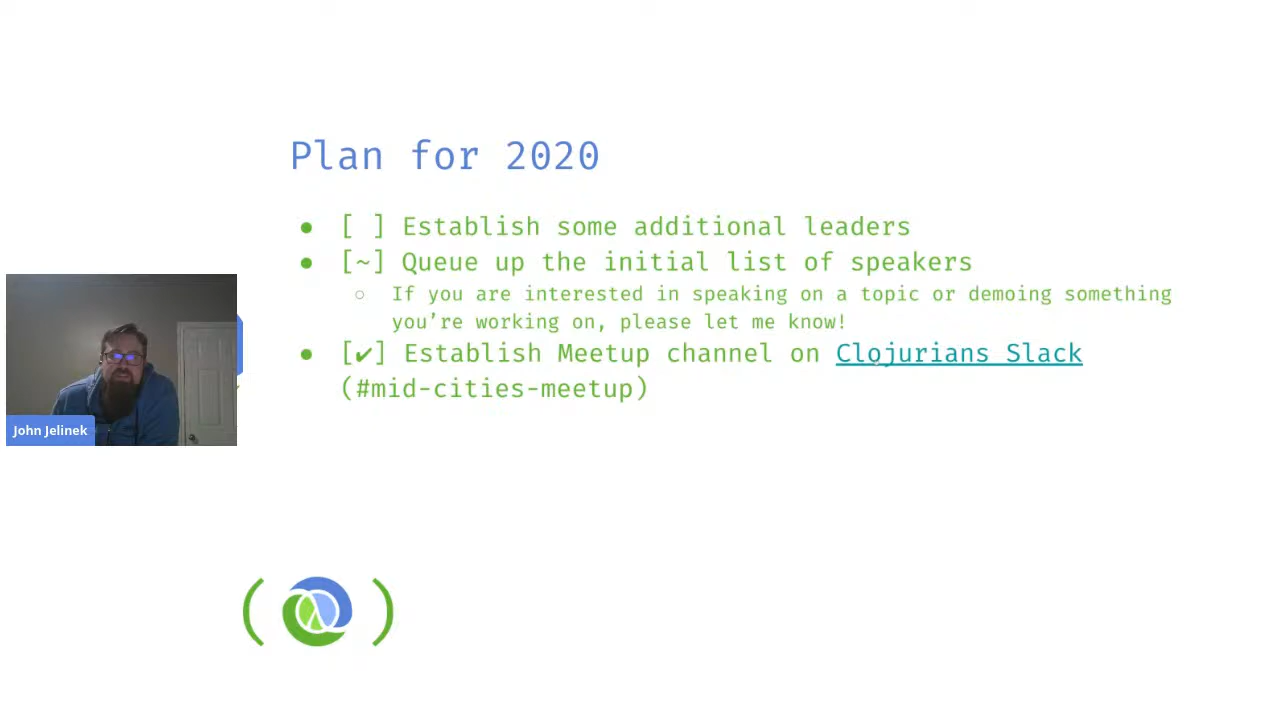 Plan for 2020
● [ ] Establish some additional leaders
● [~] Queue up the initial list of speakers
○ If you are interested in speaking on a topic or demoing something
you’re working on, please let me know!
● [✔] Establish Meetup channel on Clojurians Slack
(#mid-cities-meetup)
John Jelinek
( λ )